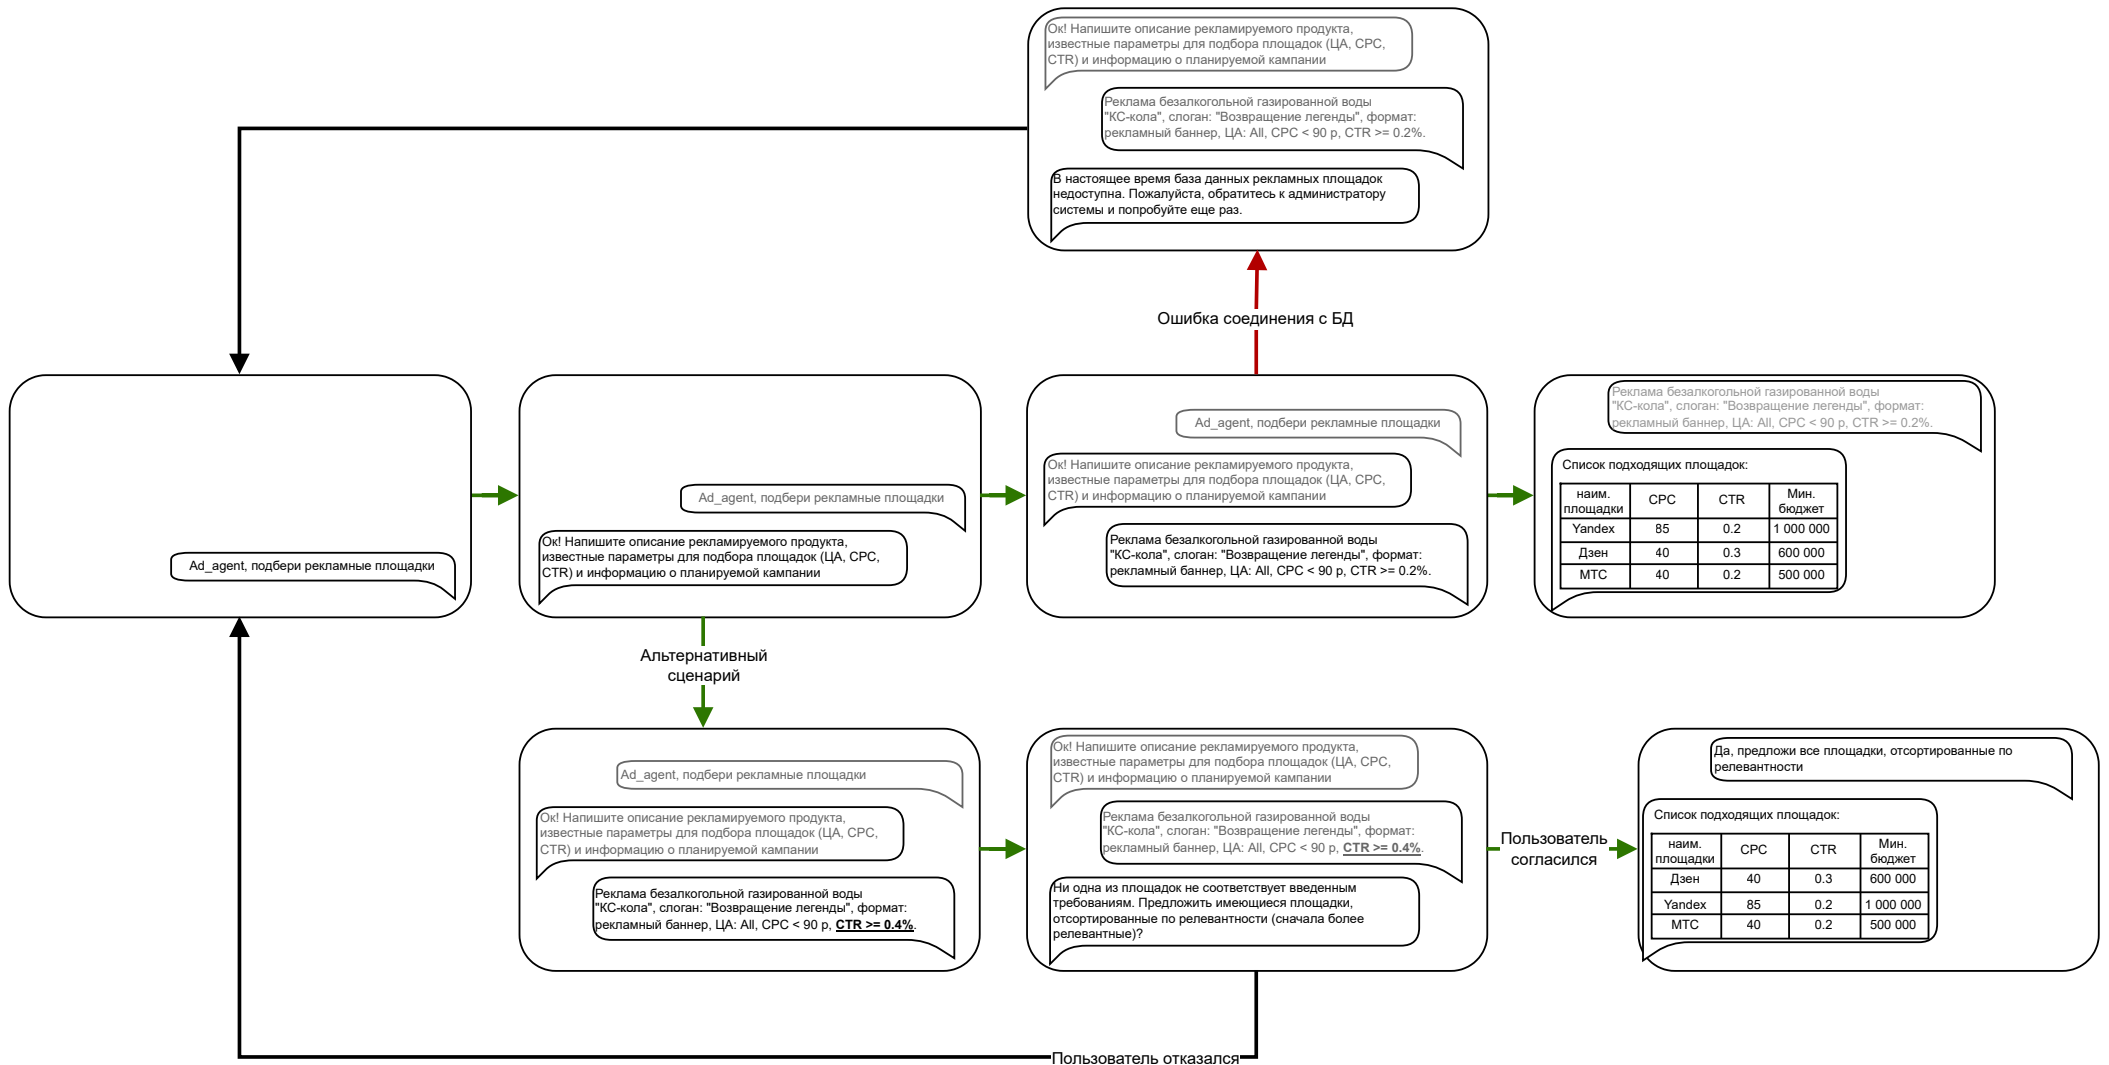 Ок! Напишите описание рекламируемого продукта,
известные параметры для подбора площадок (ЦА, CPC,
CTR) и информацию о планируемой кампании
Реклама безалкогольной газированной воды
"КС-кола", слоган: "Возвращение легенды", формат:
рекламный баннер, ЦА: All, CPC < 90 р, CTR >= 0.2%.
В настоящее время база данных рекламных площадок
недоступна. Пожалуйста, обратитесь к администратору
системы и попробуйте еще раз.
Ошибка соединения с БД
Ad_agent, подбери рекламные площадки
Ad_agent, подбери рекламные площадки
Ок! Напишите описание рекламируемого продукта,
известные параметры для подбора площадок (ЦА, CPC,
CTR) и информацию о планируемой кампании
Ad_agent, подбери рекламные площадки
Ок! Напишите описание рекламируемого продукта,
известные параметры для подбора площадок (ЦА, CPC,
CTR) и информацию о планируемой кампании
Реклама безалкогольной газированной воды
"КС-кола", слоган: "Возвращение легенды", формат:
рекламный баннер, ЦА: All, CPC < 90 р, CTR >= 0.2%.
Реклама безалкогольной газированной воды
"КС-кола", слоган: "Возвращение легенды", формат:
рекламный баннер, ЦА: All, CPC < 90 р, CTR >= 0.2%.
Список подходящих площадок:
наим. площадки CPC CTR Мин. бюджет
Yandex 85 0.2 1 000 000
Дзен 40 0.3 600 000
МТС 40 0.2 500 000
Альтернативный
сценарий
Ad_agent, подбери рекламные площадки
Ок! Напишите описание рекламируемого продукта,
известные параметры для подбора площадок (ЦА, CPC,
CTR) и информацию о планируемой кампании
Реклама безалкогольной газированной воды
"КС-кола", слоган: "Возвращение легенды", формат:
рекламный баннер, ЦА: All, CPC < 90 р, CTR >= 0.4%.
Ок! Напишите описание рекламируемого продукта,
известные параметры для подбора площадок (ЦА, CPC,
CTR) и информацию о планируемой кампании
Реклама безалкогольной газированной воды
"КС-кола", слоган: "Возвращение легенды", формат:
рекламный баннер, ЦА: All, CPC < 90 р, CTR >= 0.4%.
Ни одна из площадок не соответствует введенным
требованиям. Предложить имеющиеся площадки,
отсортированные по релевантности (сначала более
релевантные)?
Пользователь
согласился
Да, предложи все площадки, отсортированные по
релевантности
Список подходящих площадок:
наим. площадки CPC CTR Мин. бюджет
Дзен 40 0.3 600 000
Yandex 85 0.2 1 000 000
МТС 40 0.2 500 000
Пользователь отказался